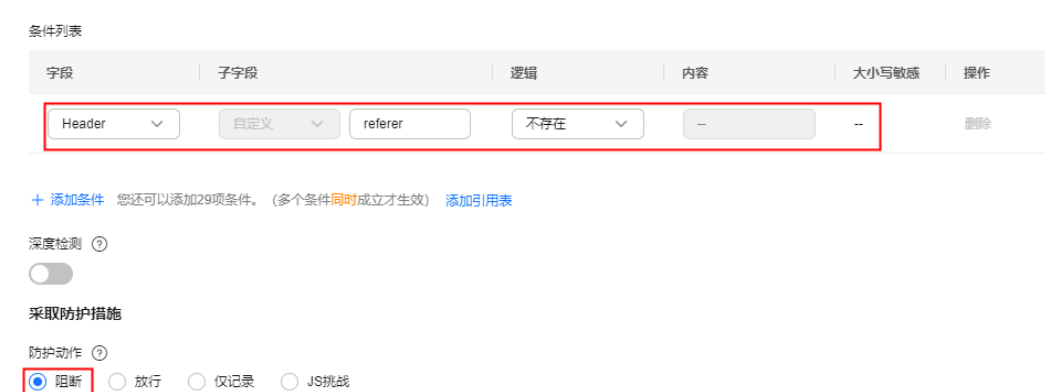 条件列表
字段 子字段 逻辑 内容 大小写敏感 操作
Header 自定义 referer 不存在 -- -- 删除
+ 添加条件 您还可以添加29项条件。（多个条件同时成立才生效） 添加引用表
深度检测 ?
采取防护措施
防护动作 ?
阻断 放行 仅记录 JS挑战